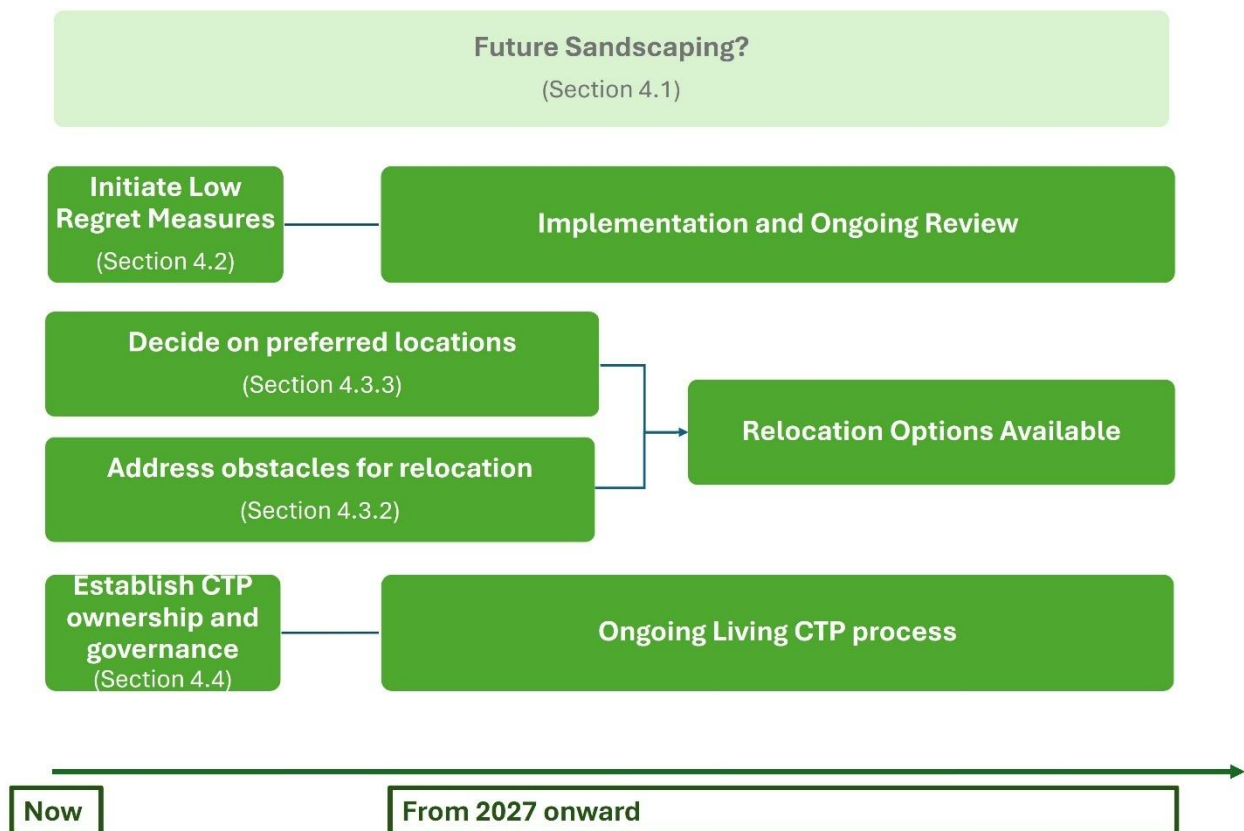 Future Sandscaping?
(Section 4.1)
Initiate Low
Regret Measures
(Section 4.2)
Implementation and Ongoing Review
Decide on preferred locations
(Section 4.3.3)
Address obstacles for relocation
(Section 4.3.2)
Relocation Options Available
Establish CTP
ownership and
governance
(Section 4.4)
Ongoing Living CTP process
Now
From 2027 onward